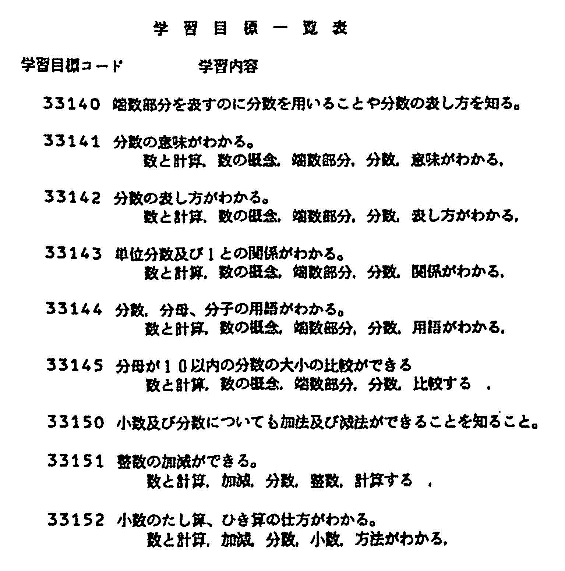 学習目標一覧表
学習目標コード 学習内容
33140 端数部分を表すのに分数を用いることや分数の表し方を知る。
33141 分数の意味がわかる。
数と計算，数の概念，端数部分，分数，意味がわかる，
33142 分数の表し方がわかる。
数と計算，数の概念，端数部分，分数，表し方がわかる，
33143 単位分数及び1との関係がわかる。
数と計算，数の概念，端数部分，分数，関係がわかる，
33144 分数，分母、分子の用語がわかる。
数と計算，数の概念，端数部分，分数，用語がわかる，
33145 分母が10以内の分数の大小の比較ができる
数と計算，数の概念，端数部分，分数，比較する ，
33150 小数及び分数についても加法及び減法ができることを知ること。
33151 整数の加減ができる。
数と計算，加減，分数，整数，計算する ，
33152 小数のたし算、ひき算の仕方がわかる。
数と計算，加減，分数，小数，方法がわかる，